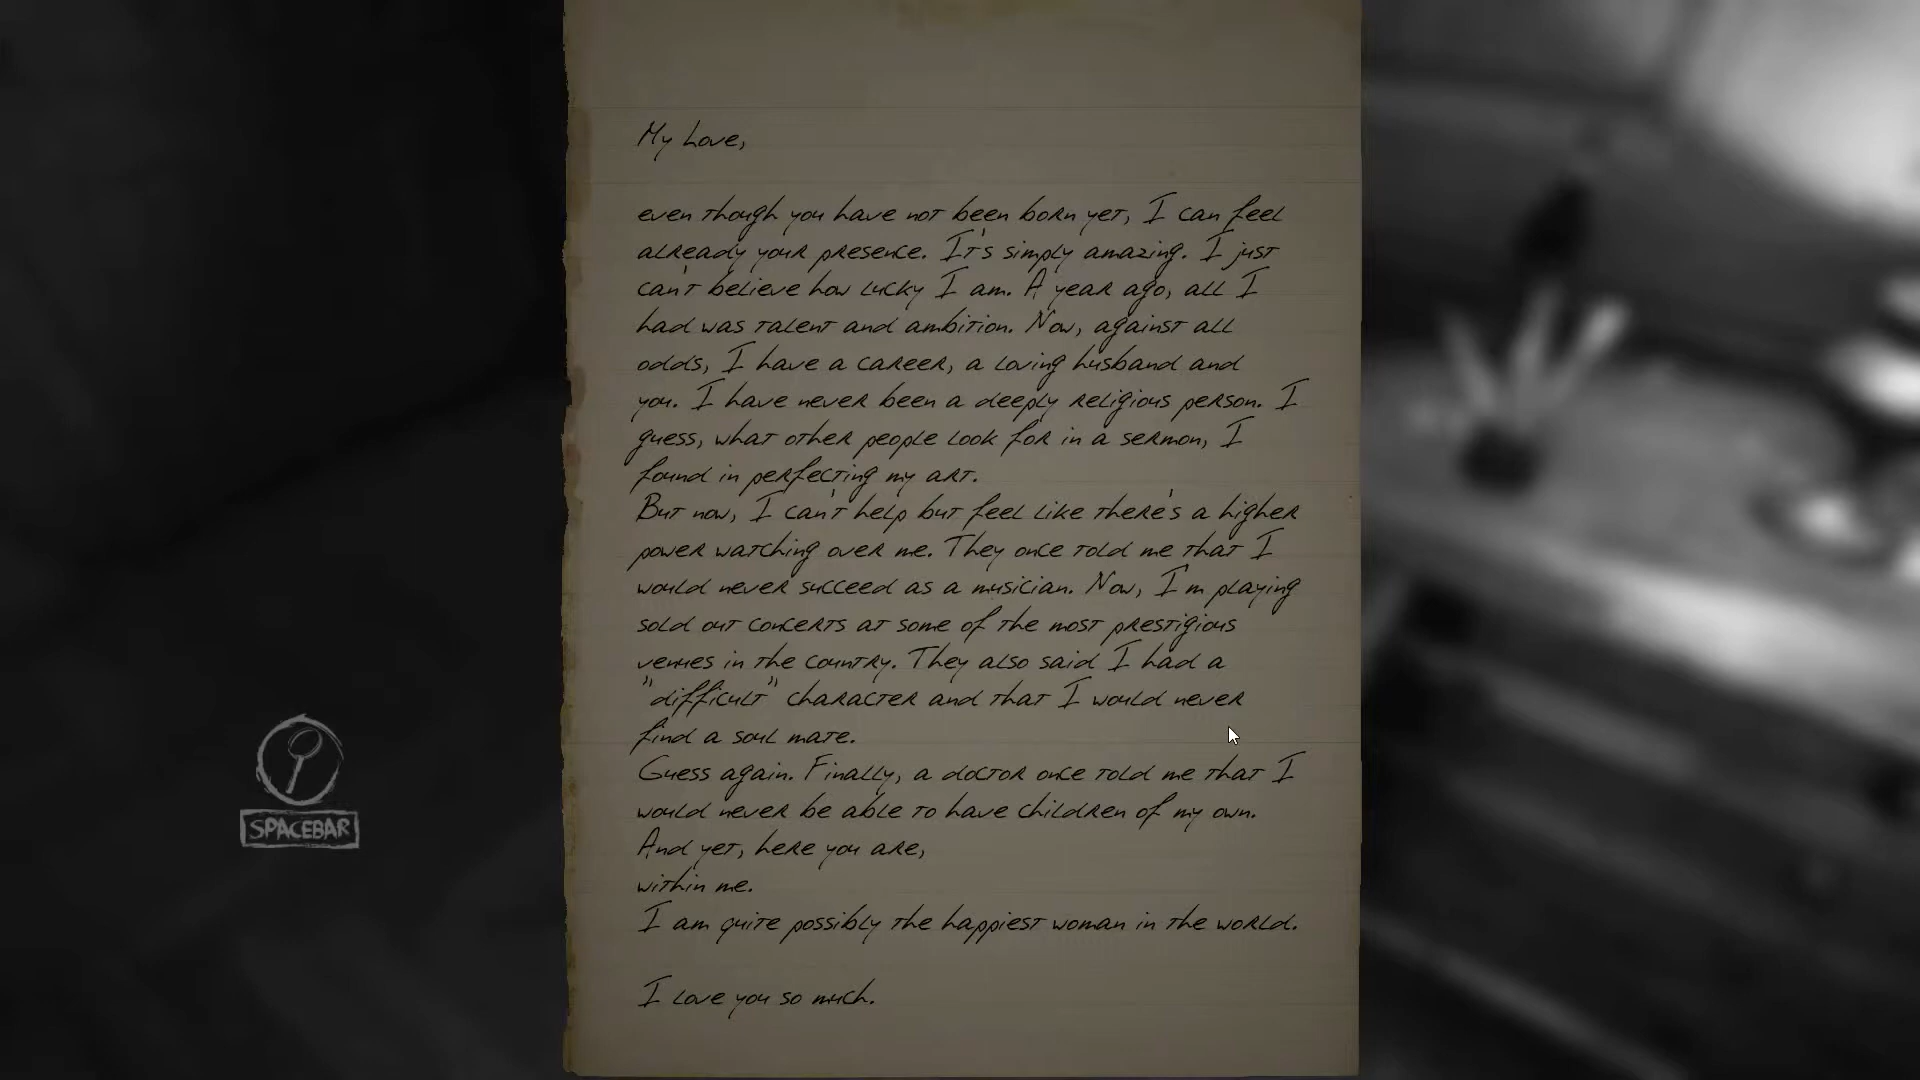 My Love,
even though you have not been born yet, I can feel
already your presence. It's simply amazing. I just
can't believe how lucky I am. A year ago, all I
had was talent and ambition. Now, against all
odds, I have a career, a loving husband and
you. I have never been a deeply religious person. I
guess, what other people look for in a sermon, I
found in perfecting my art.
But now, I can't help but feel like there's a higher
power watching over me. They once told me that I
would never succeed as a musician. Now, I'm playing
sold out concerts at some of the most prestigious
venues in the country. They also said I had a
"difficult" character and that I would never
find a soul mate.
Guess again. Finally, a doctor once told me that I
would never be able to have children of my own.
And yet, here you are,
within me.
I am quite possibly the happiest woman in the world.
I love you so much.
SPACEBAR